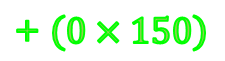 + (0 × 150)